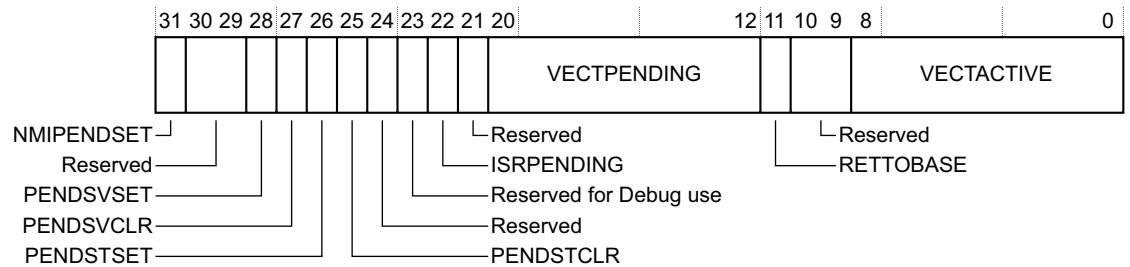 31 30 29 28 27 26 25 24 23 22 21 20 12 11 10 9 8 0
VECTPENDING VECTACTIVE
NMIPENDSET Reserved Reserved
Reserved ISRPENDING RETTOBASE
PENDSVSET Reserved for Debug use
PENDSVCLR Reserved
PENDSTSET PENDSTCLR